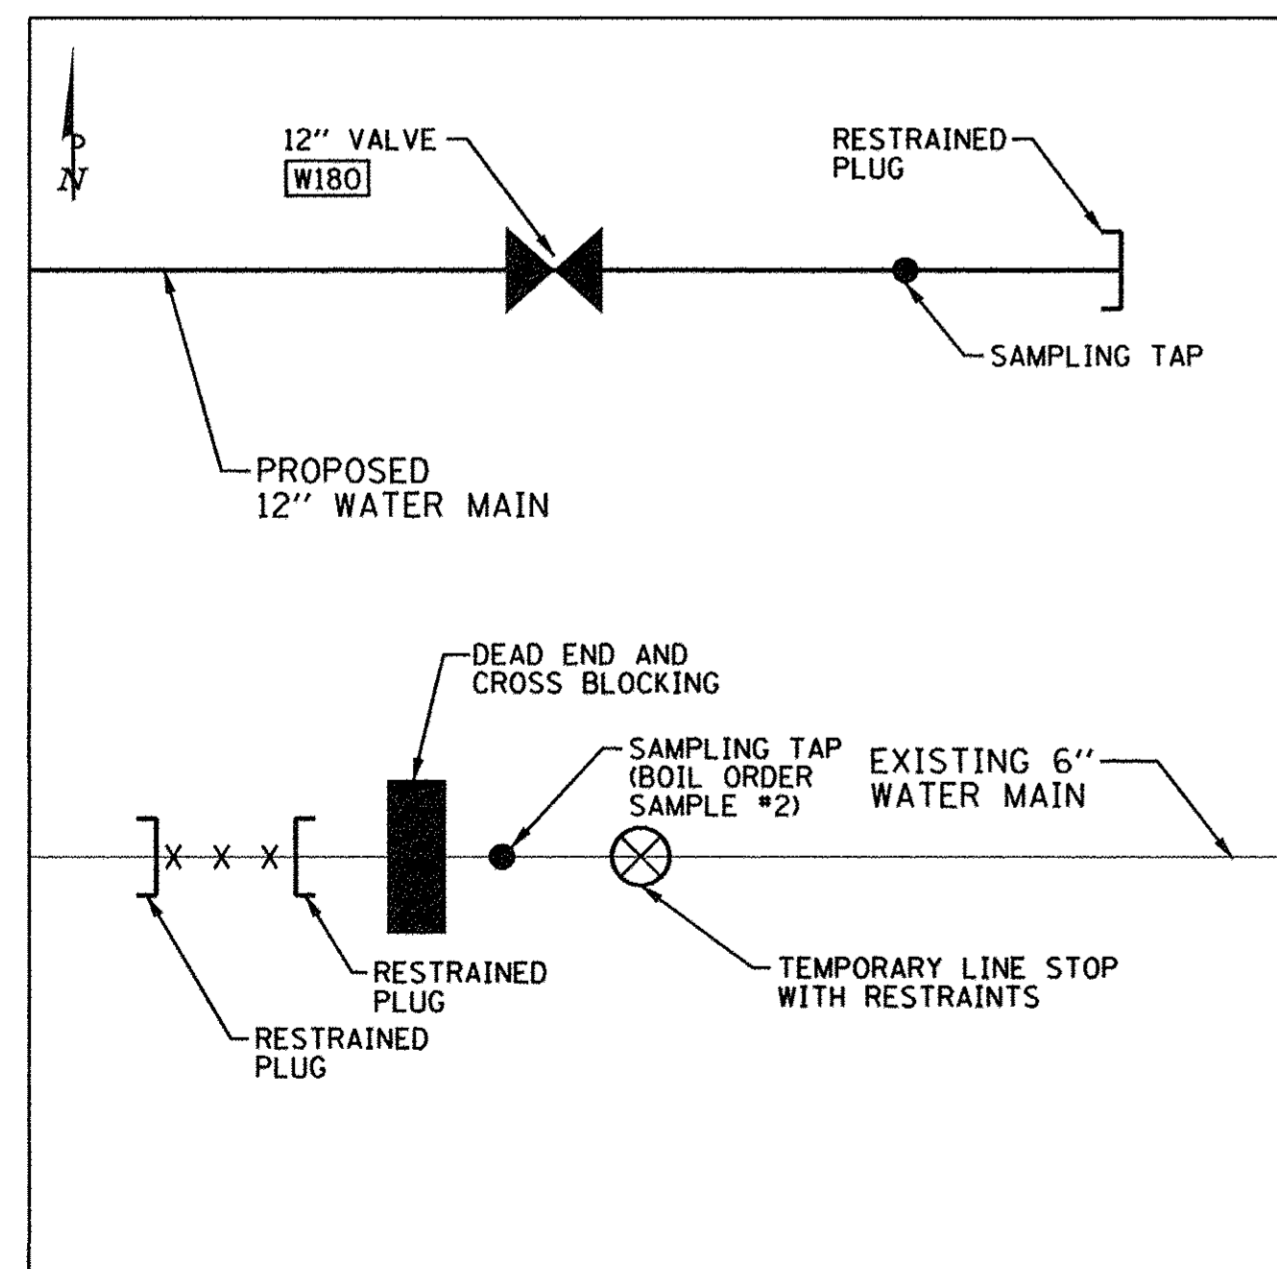 P
N
12" VALVE
W180
RESTRAINED
PLUG
SAMPLING TAP
PROPOSED
12" WATER MAIN
DEAD END AND
CROSS BLOCKING
SAMPLING TAP
(BOIL ORDER
SAMPLE #2)
EXISTING 6"
WATER MAIN
X X X
RESTRAINED
PLUG
TEMPORARY LINE STOP
WITH RESTRAINTS
RESTRAINED
PLUG